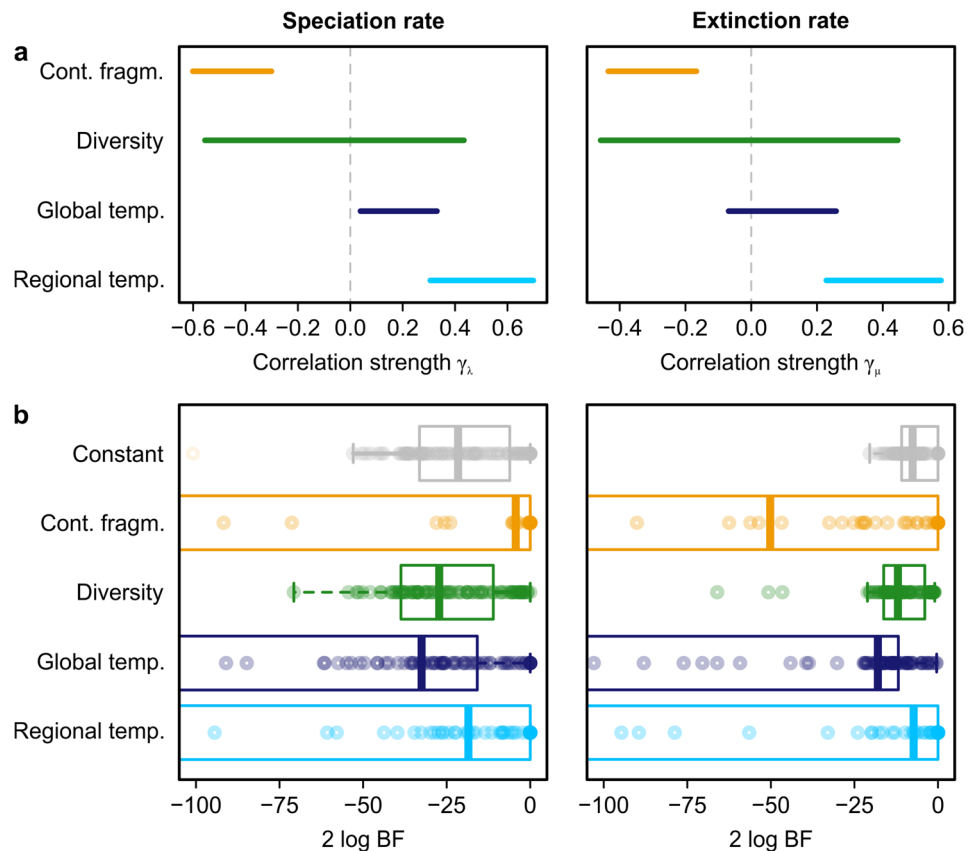 Speciation rate
Extinction rate
a
Cont. fragm.
Diversity
Global temp.
Regional temp.
−0.6 −0.4 −0.2 0.0 0.2 0.4 0.6
−0.4 −0.2 0.0 0.2 0.4 0.6
Correlation strength γλ
Correlation strength γμ
b
Constant
Cont. fragm.
Diversity
Global temp.
Regional temp.
−100 −75 −50 −25 0
−100 −75 −50 −25 0
2 log BF
2 log BF